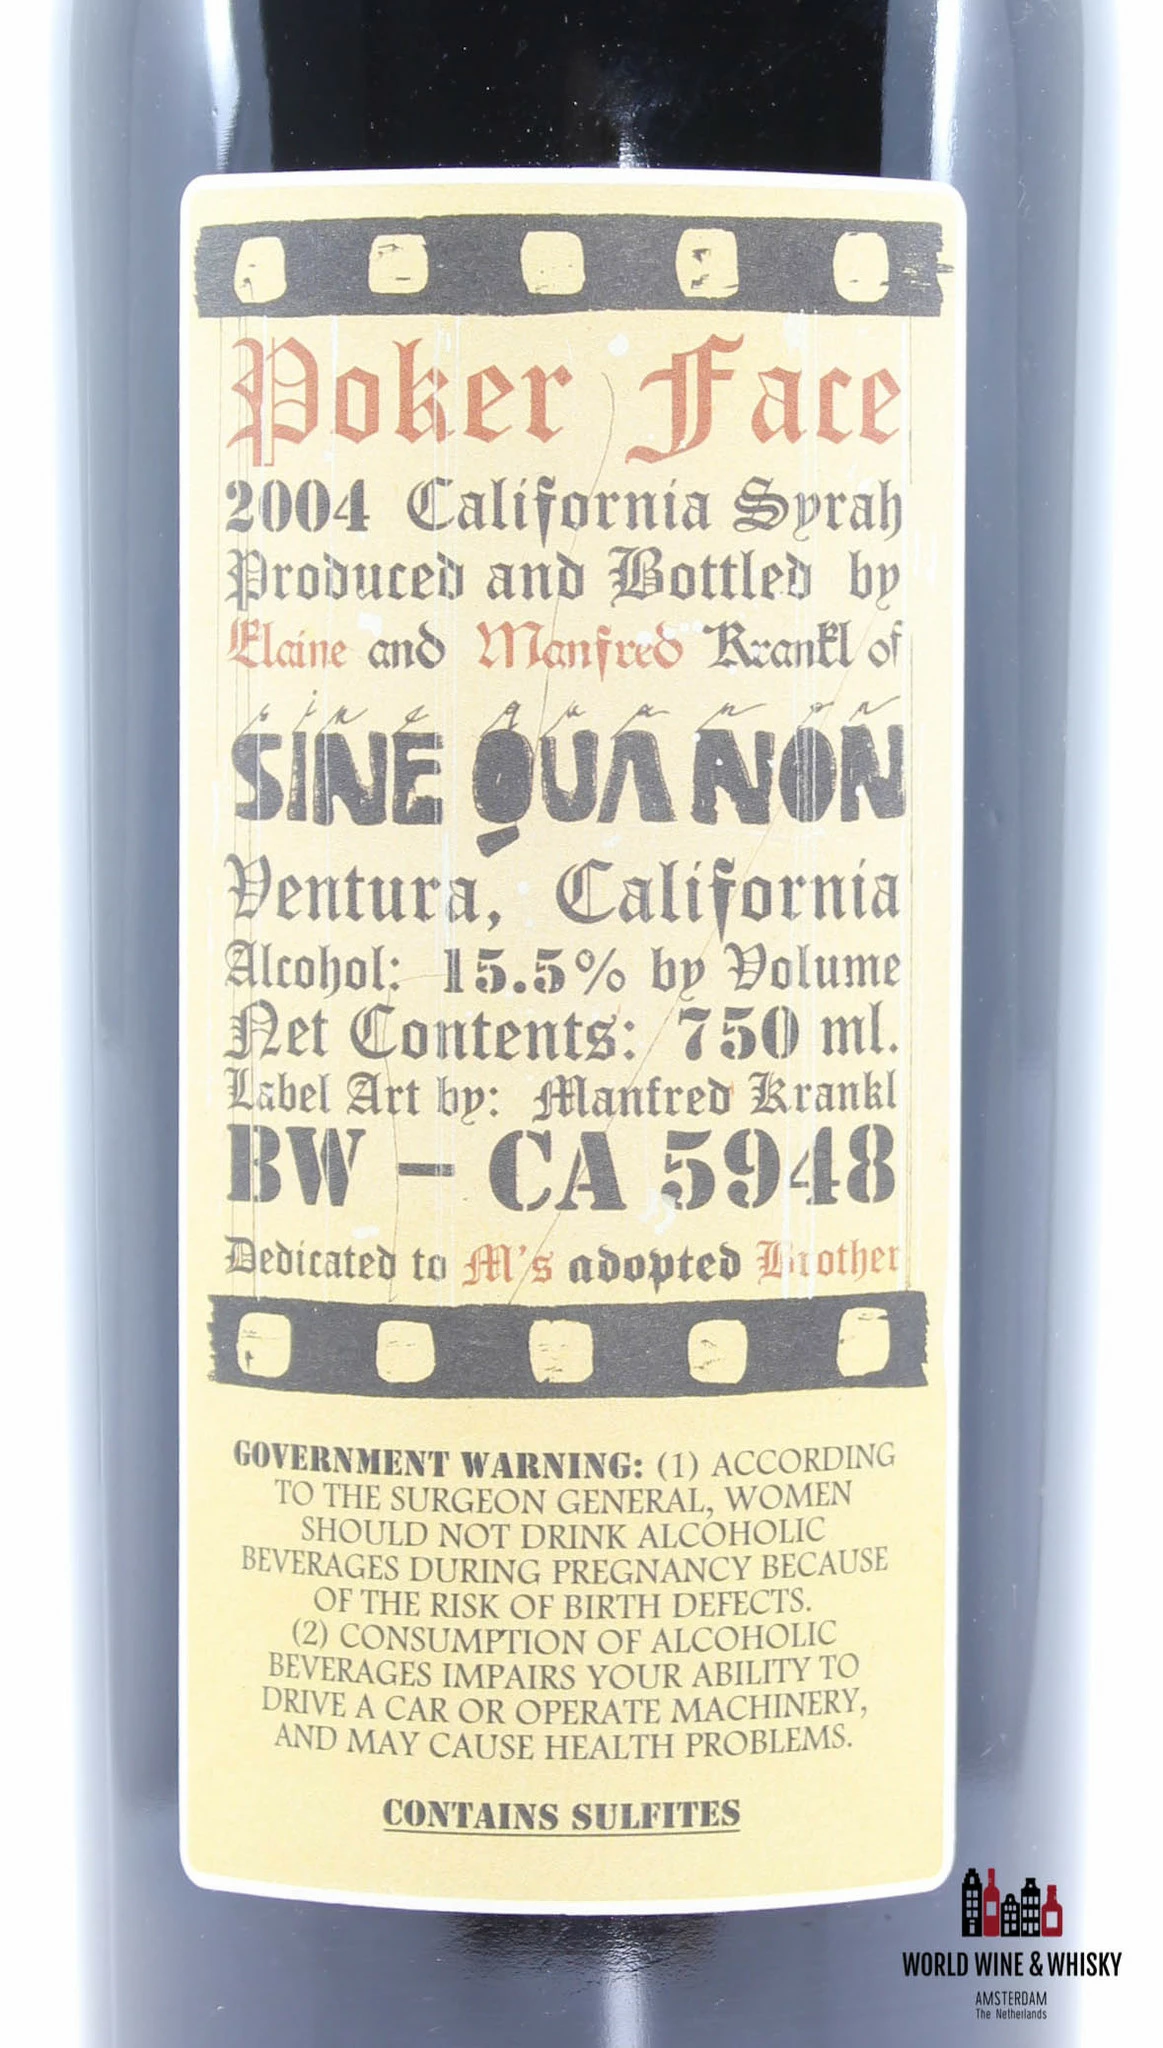 Poker Face
2004 California Syrah
Produced and Bottled by
Elaine and Manfred Krankl of
sine qua non
SINE QUA NON
Ventura, California
Alcohol: 15.5% by Volume
Net Contents: 750 ml.
Label Art by: Manfred Krankl
BW - CA 5948
Dedicated to M's adopted Brother
GOVERNMENT WARNING: (1) ACCORDING
TO THE SURGEON GENERAL, WOMEN
SHOULD NOT DRINK ALCOHOLIC
BEVERAGES DURING PREGNANCY BECAUSE
OF THE RISK OF BIRTH DEFECTS.
(2) CONSUMPTION OF ALCOHOLIC
BEVERAGES IMPAIRS YOUR ABILITY TO
DRIVE A CAR OR OPERATE MACHINERY,
AND MAY CAUSE HEALTH PROBLEMS.
CONTAINS SULFITES
WORLD WINE & WHISKY
AMSTERDAM
The Netherlands